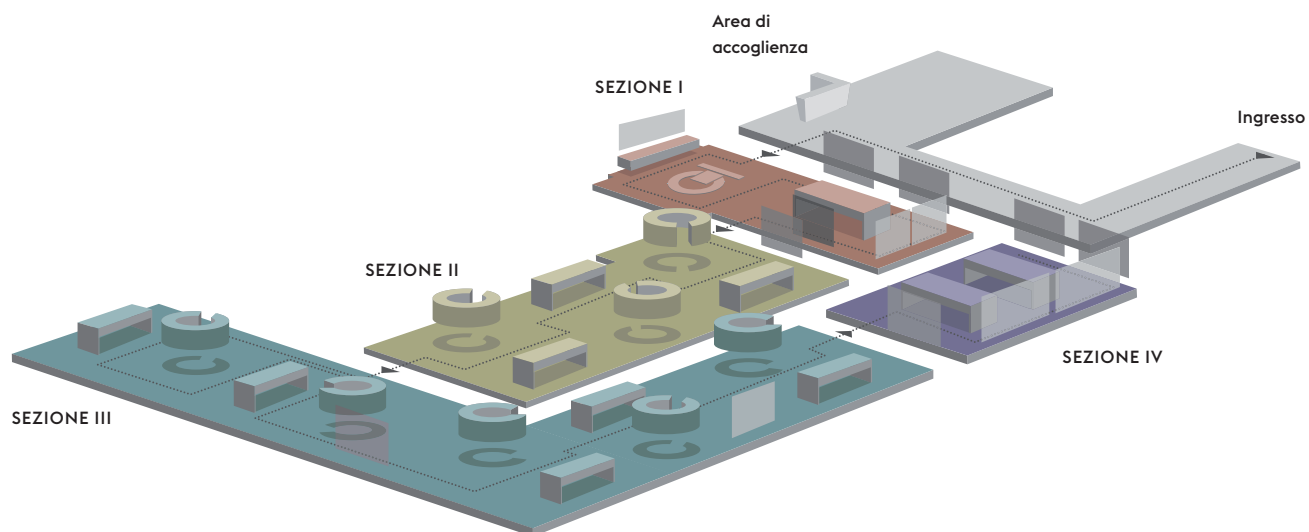 Area di
accoglienza
SEZIONE I
Ingresso
SEZIONE II
SEZIONE IV
SEZIONE III